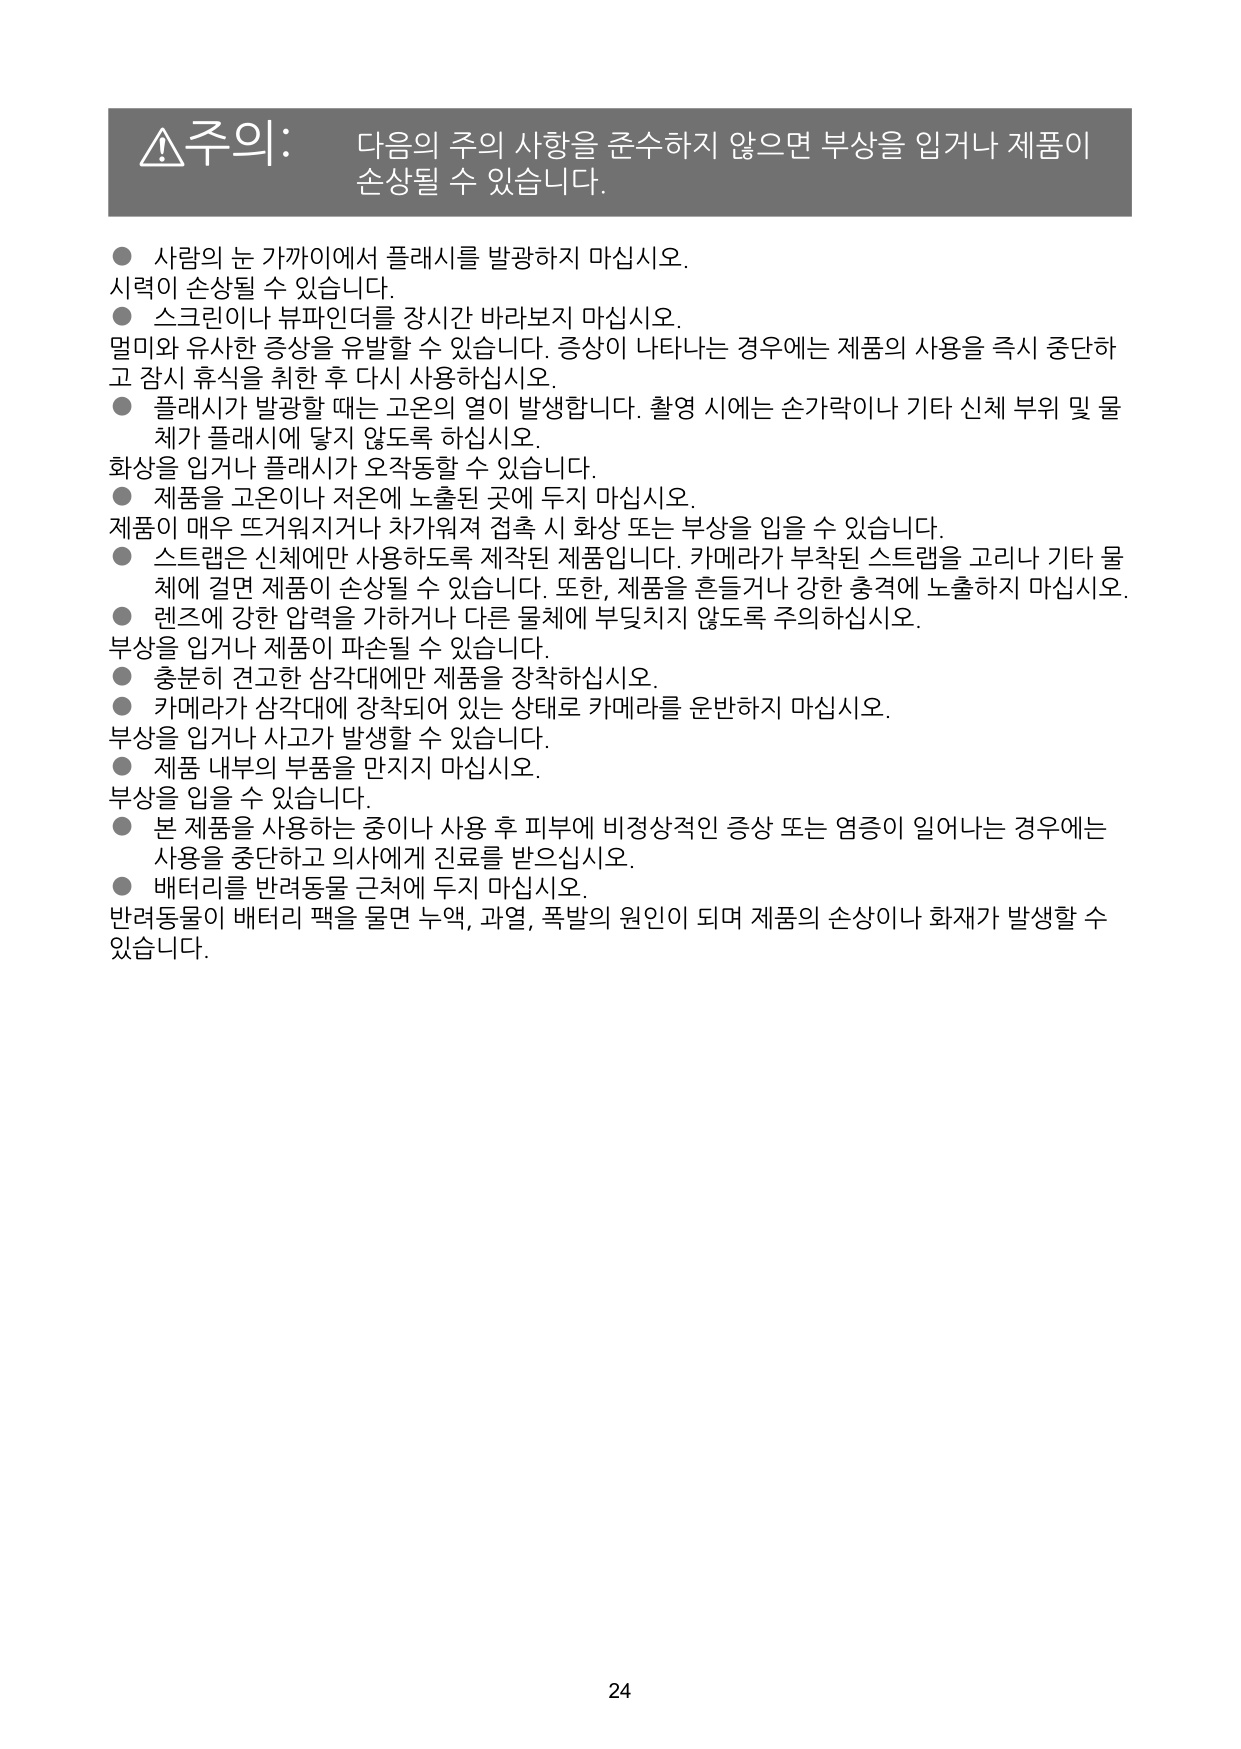 ⚠주의:
다음의 주의 사항을 준수하지 않으면 부상을 입거나 제품이
손상될 수 있습니다.
● 사람의 눈 가까이에서 플래시를 발광하지 마십시오.
시력이 손상될 수 있습니다.
● 스크린이나 뷰파인더를 장시간 바라보지 마십시오.
멀미와 유사한 증상을 유발할 수 있습니다. 증상이 나타나는 경우에는 제품의 사용을 즉시 중단하
고 잠시 휴식을 취한 후 다시 사용하십시오.
● 플래시가 발광할 때는 고온의 열이 발생합니다. 촬영 시에는 손가락이나 기타 신체 부위 및 물
체가 플래시에 닿지 않도록 하십시오.
화상을 입거나 플래시가 오작동할 수 있습니다.
● 제품을 고온이나 저온에 노출된 곳에 두지 마십시오.
제품이 매우 뜨거워지거나 차가워져 접촉 시 화상 또는 부상을 입을 수 있습니다.
● 스트랩은 신체에만 사용하도록 제작된 제품입니다. 카메라가 부착된 스트랩을 고리나 기타 물
체에 걸면 제품이 손상될 수 있습니다. 또한, 제품을 흔들거나 강한 충격에 노출하지 마십시오.
● 렌즈에 강한 압력을 가하거나 다른 물체에 부딪치지 않도록 주의하십시오.
부상을 입거나 제품이 파손될 수 있습니다.
● 충분히 견고한 삼각대에만 제품을 장착하십시오.
● 카메라가 삼각대에 장착되어 있는 상태로 카메라를 운반하지 마십시오.
부상을 입거나 사고가 발생할 수 있습니다.
● 제품 내부의 부품을 만지지 마십시오.
부상을 입을 수 있습니다.
● 본 제품을 사용하는 중이나 사용 후 피부에 비정상적인 증상 또는 염증이 일어나는 경우에는
사용을 중단하고 의사에게 진료를 받으십시오.
● 배터리를 반려동물 근처에 두지 마십시오.
반려동물이 배터리 팩을 물면 누액, 과열, 폭발의 원인이 되며 제품의 손상이나 화재가 발생할 수
있습니다.
24